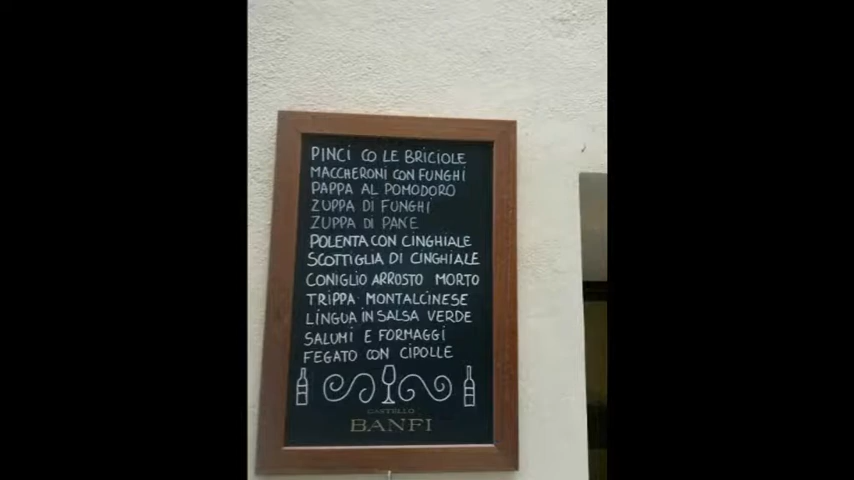 PINCI CO LE BRICIOLE
MACCHERONI CON FUNGHI
PAPPA AL POMODORO
ZUPPA DI FUNGHI
ZUPPA DI PANE
POLENTA CON CINGHIALE
SCOTTIGLIA DI CINGHIALE
CONIGLIO ARROSTO MORTO
TRIPPA MONTALCINESE
LINGUA IN SALSA VERDE
SALUMI E FORMAGGI
FEGATO CON CIPOLLE
CASTELLO
BANFI